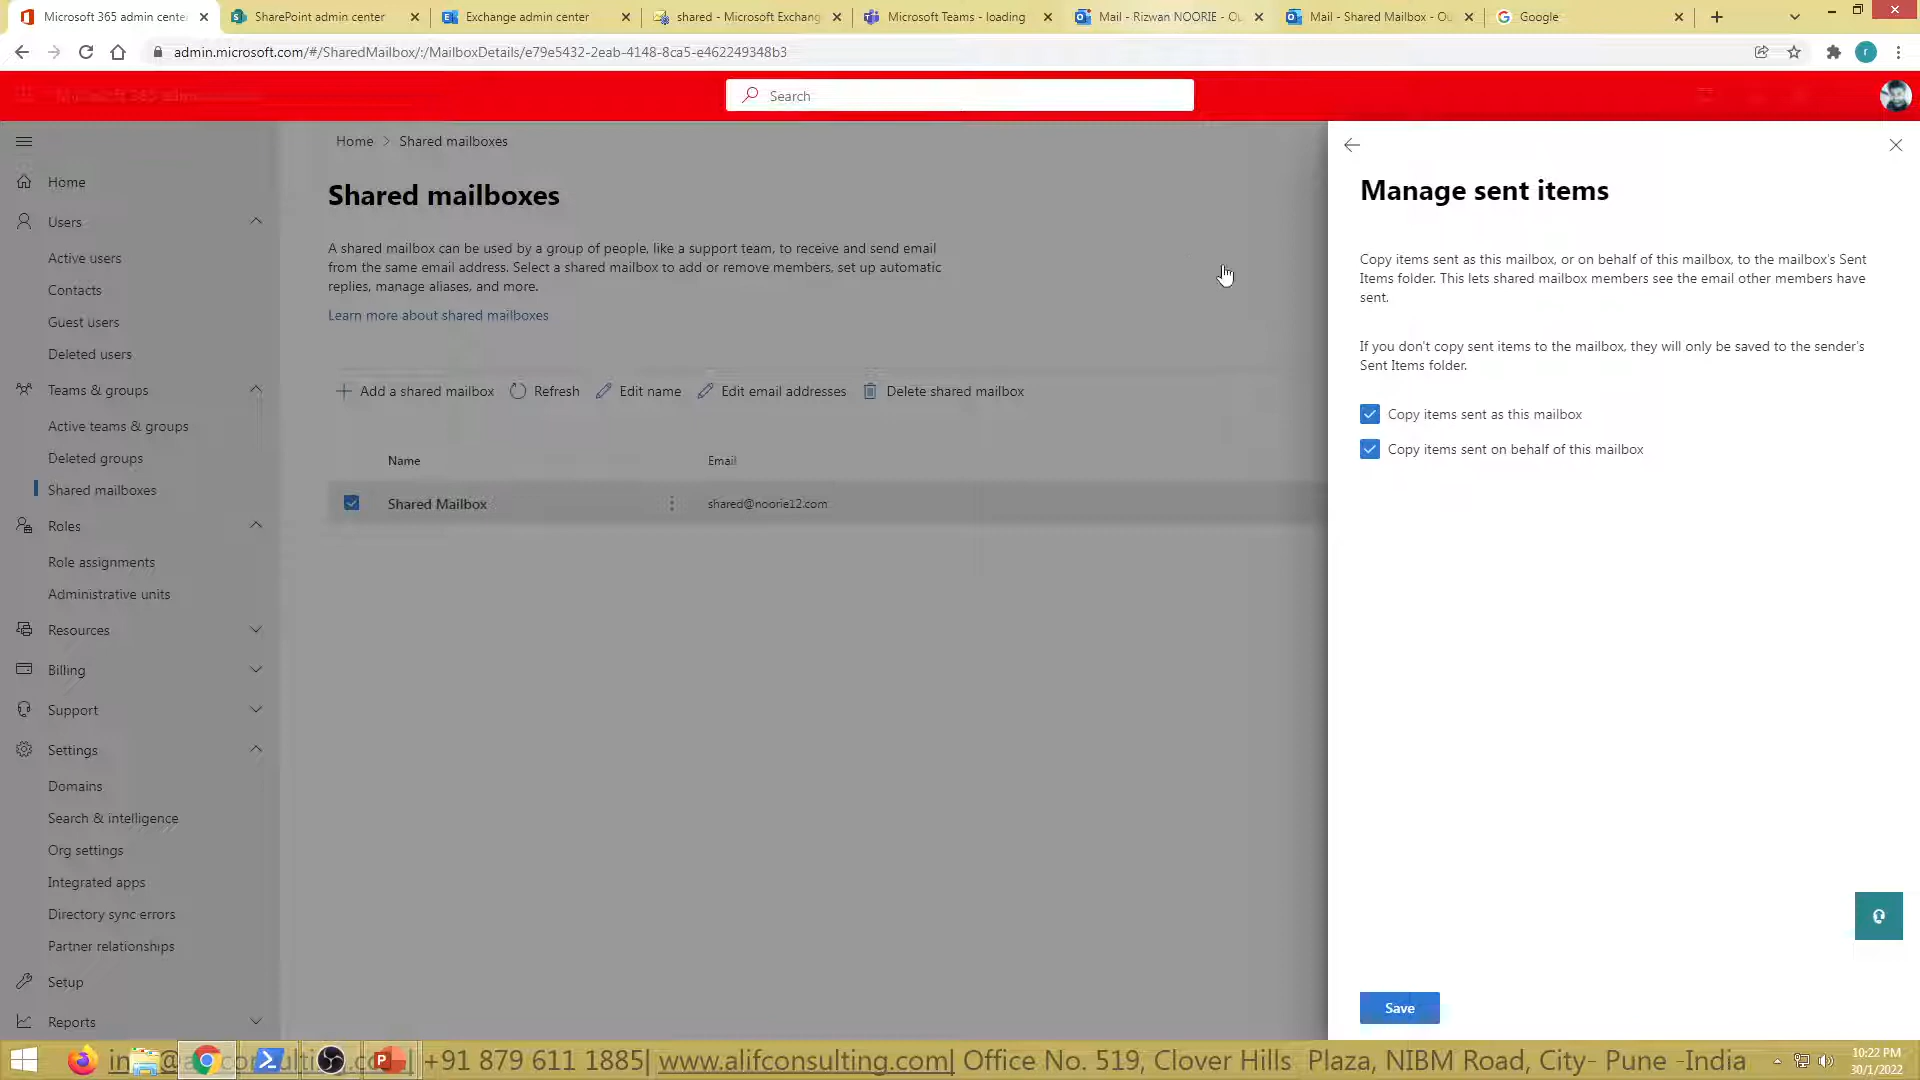 Microsoft 365 admin cente
SharePoint admin center
Exchange admin center
shared - Microsoft Exchang
Microsoft Teams - loading
Mail - Rizwan NOORIE - Ou
Mail - Shared Mailbox - Ou
Google
admin.microsoft.com/#/SharedMailbox/:/MailboxDetails/e79e5432-2eab-4148-8ca5-e462249348b3
r
Search
Home
Users
Active users
Contacts
Guest users
Deleted users
Teams & groups
Active teams & groups
Deleted groups
Shared mailboxes
Roles
Role assignments
Administrative units
Resources
Billing
Support
Settings
Domains
Search & intelligence
Org settings
Integrated apps
Directory sync errors
Partner relationships
Setup
Reports
Home > Shared mailboxes
Shared mailboxes
A shared mailbox can be used by a group of people, like a support team, to receive and send email
from the same email address. Select a shared mailbox to add or remove members, set up automatic
replies, manage aliases, and more.
Learn more about shared mailboxes
Add a shared mailbox
Refresh
Edit name
Edit email addresses
Delete shared mailbox
Name
Email
Shared Mailbox
shared@noorie12.com
Manage sent items
Copy items sent as this mailbox, or on behalf of this mailbox, to the mailbox's Sent
Items folder. This lets shared mailbox members see the email other members have
sent.
If you don't copy sent items to the mailbox, they will only be saved to the sender's
Sent Items folder.
Copy items sent as this mailbox
Copy items sent on behalf of this mailbox
Save
+91 879 611 1885| www.alifconsulting.com| Office No. 519, Clover Hills Plaza, NIBM Road, City- Pune -India
10:22 PM
30/1/2022